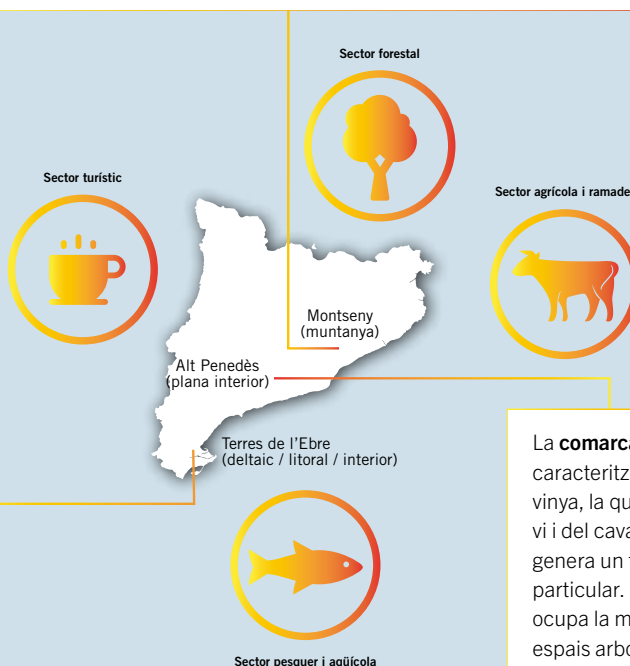 Sector forestal
Sector turístic
Sector agrícola i ramade
Montseny
(muntanya)
Alt Penedès
(plana interior)
Terres de l'Ebre
(deltaic / litoral / interior)
La comarca
caracteritz
vinya, la qu
vi i del cava
genera un
particular.
ocupa la m
espais arbo
Sector pesquer i aqüícola